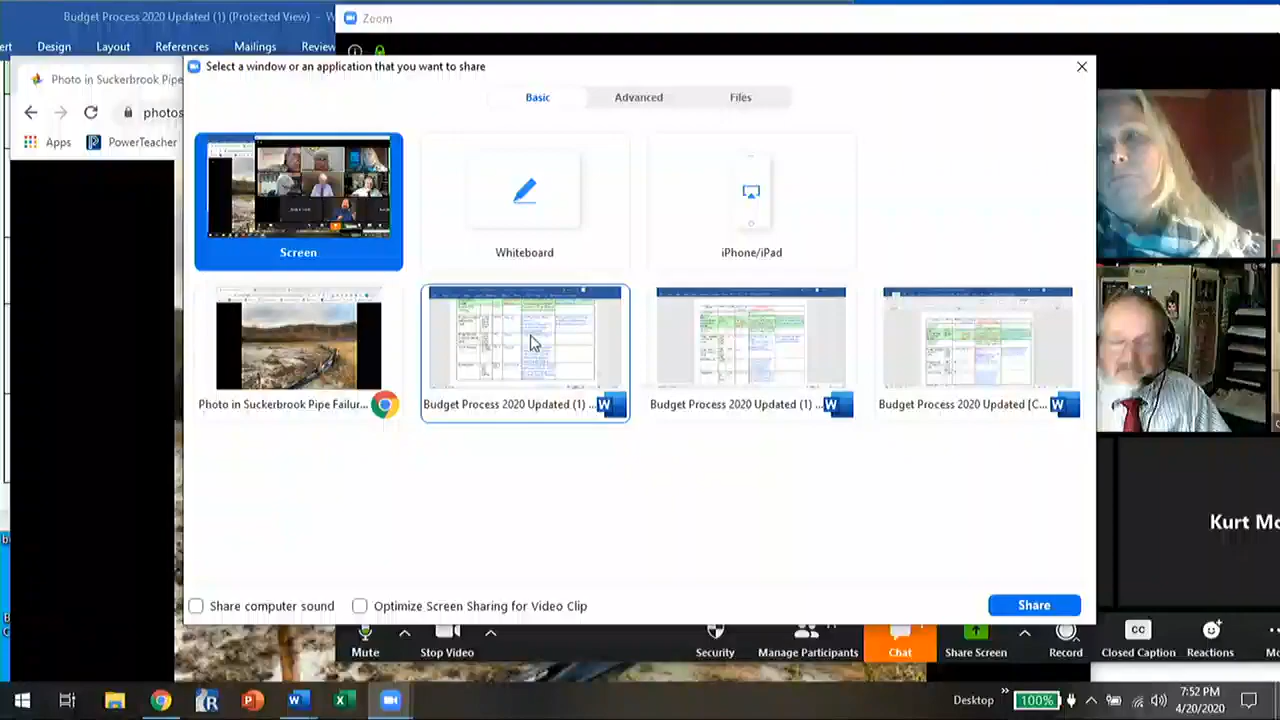 Budget Process 2020 Updated (1) (Protected View) -
Zoom
Design Layout References Mailings Review
Select a window or an application that you want to share
Photo in Suckerbrook Pipe
Basic Advanced Files
photos
Apps PowerTeacher
Screen
Whiteboard
iPhone/iPad
Photo in Suckerbrook Pipe Failur...
Budget Process 2020 Updated (1) ...
Budget Process 2020 Updated (1) ...
Budget Process 2020 Updated [C...
Kurt Mc
Share computer sound
Optimize Screen Sharing for Video Clip
Share
Mute
Stop Video
Security
Manage Participants
Chat
Share Screen
Record
CC
Closed Caption
Reactions
Desktop
100%
7:52 PM
4/20/2020